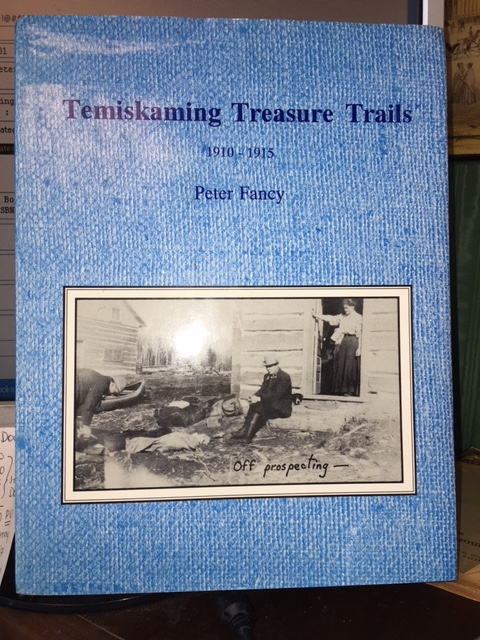 Temiskaming Treasure Trails
1910 - 1915
Peter Fancy
Off prospecting —